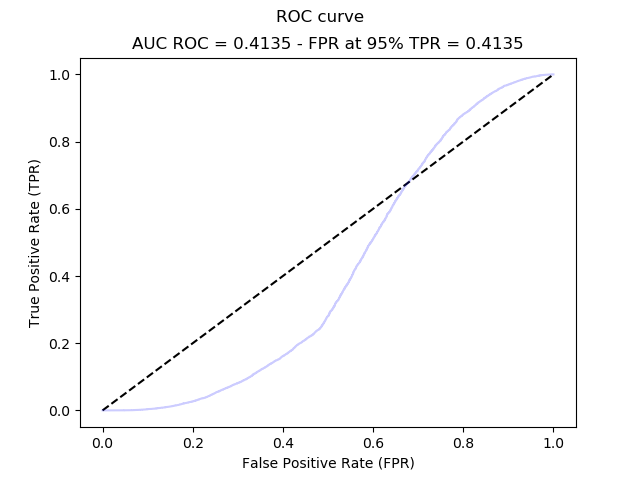 ROC curve
AUC ROC = 0.4135 - FPR at 95% TPR = 0.4135
1.0
0.8
0.6
0.4
0.2
0.0
True Positive Rate (TPR)
0.0 0.2 0.4 0.6 0.8 1.0
False Positive Rate (FPR)